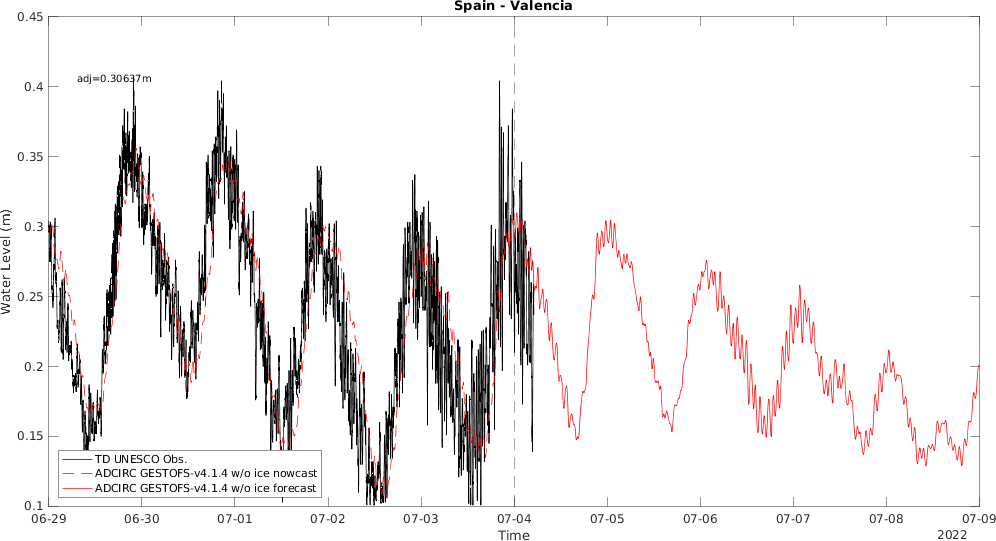 Spain - Valencia
0.45
0.4
0.35
0.3
0.25
0.2
0.15
0.1
Water Level (m)
adj=0.30637m
TD UNESCO Obs.
ADCIRC GESTOFS-v4.1.4 w/o ice nowcast
ADCIRC GESTOFS-v4.1.4 w/o ice forecast
06-29 06-30 07-01 07-02 07-03 07-04 07-05 07-06 07-07 07-08 07-09
Time
2022